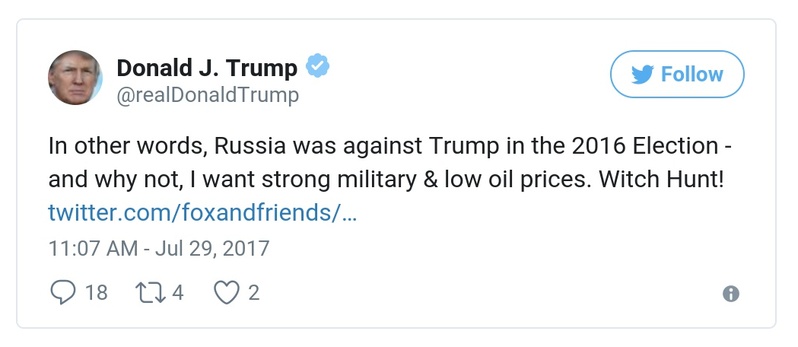 Donald J. Trump
Follow
@realDonaldTrump
In other words, Russia was against Trump in the 2016 Election -
and why not, I want strong military & low oil prices. Witch Hunt!
twitter.com/foxandfriends/…
11:07 AM - Jul 29, 2017
18 4 2